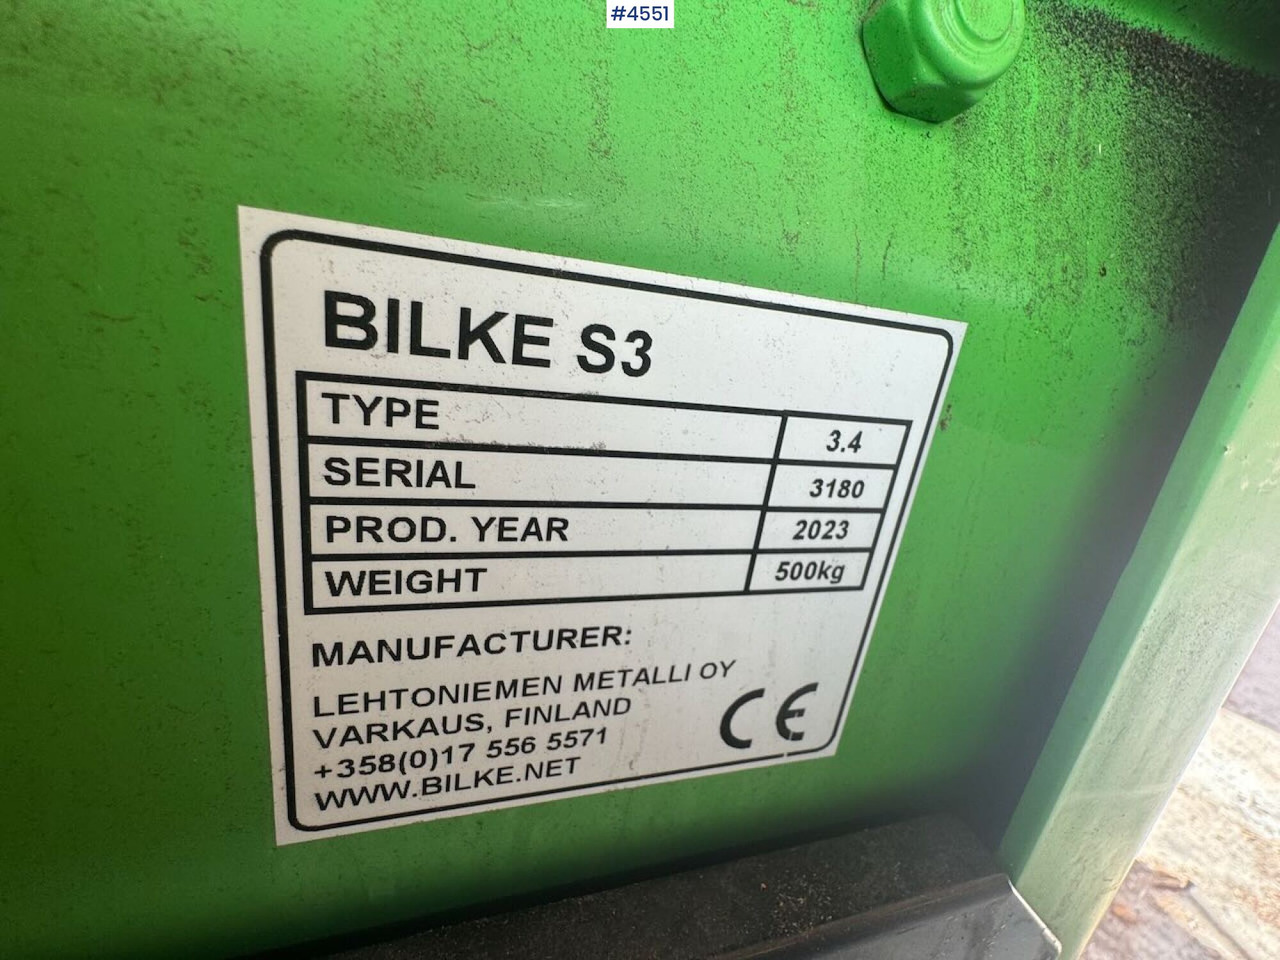 #4551
BILKE S3
TYPE 3.4
SERIAL 3180
PROD. YEAR 2023
WEIGHT 500kg
MANUFACTURER:
LEHTONIEMEN METALLI OY
VARKAUS, FINLAND
+358(0)17 556 5571
WWW.BILKE.NET
CE